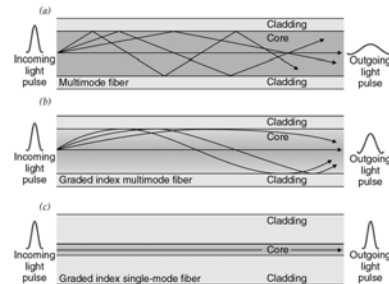 (a)
Cladding
Core
Incoming
light
pulse
Outgoing
light
pulse
Multimode fiber
Cladding
(b)
Cladding
Core
Incoming
light
pulse
Outgoing
light
pulse
Graded index multimode fiber
Cladding
(c)
Cladding
Core
Incoming
light
pulse
Outgoing
light
pulse
Graded index single-mode fiber
Cladding